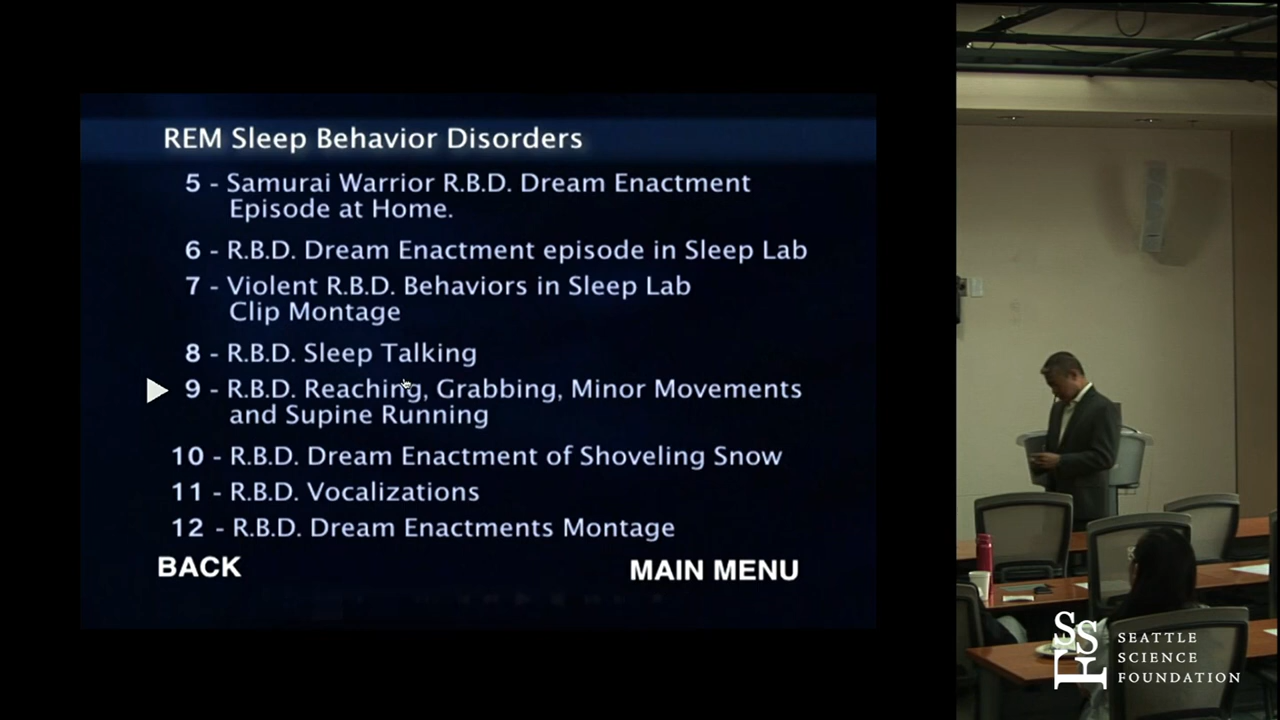 REM Sleep Behavior Disorders
5 - Samurai Warrior R.B.D. Dream Enactment
Episode at Home.
6 - R.B.D. Dream Enactment episode in Sleep Lab
7 - Violent R.B.D. Behaviors in Sleep Lab
Clip Montage
8 - R.B.D. Sleep Talking
9 - R.B.D. Reaching, Grabbing, Minor Movements
and Supine Running
10 - R.B.D. Dream Enactment of Shoveling Snow
11 - R.B.D. Vocalizations
12 - R.B.D. Dream Enactments Montage
BACK
MAIN MENU
SSF
SEATTLE
SCIENCE
FOUNDATION